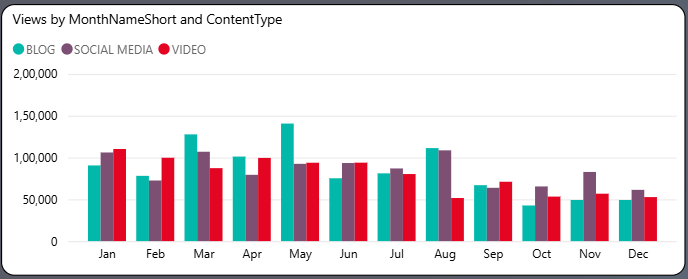 Views by MonthNameShort and ContentType
BLOG SOCIAL MEDIA VIDEO
2,00,000
1,50,000
1,00,000
50,000
0
Jan Feb Mar Apr May Jun Jul Aug Sep Oct Nov Dec